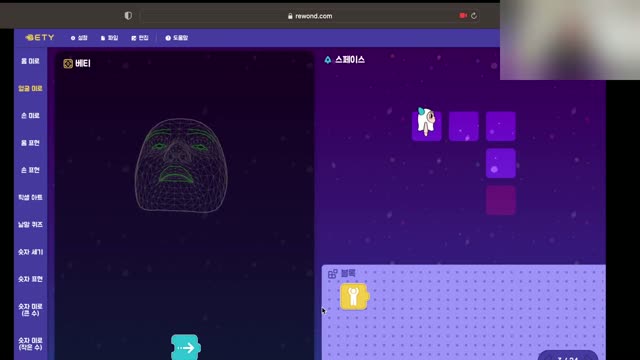 rewond.com
BETY
설정
파일
편집
도움말
몸 미로
얼굴 미로
손 미로
몸 표현
손 표현
픽셀 아트
낱말 퀴즈
숫자 세기
숫자 표현
숫자 미로
(큰 수)
숫자 미로
(작은 수)
베티
스페이스
블록